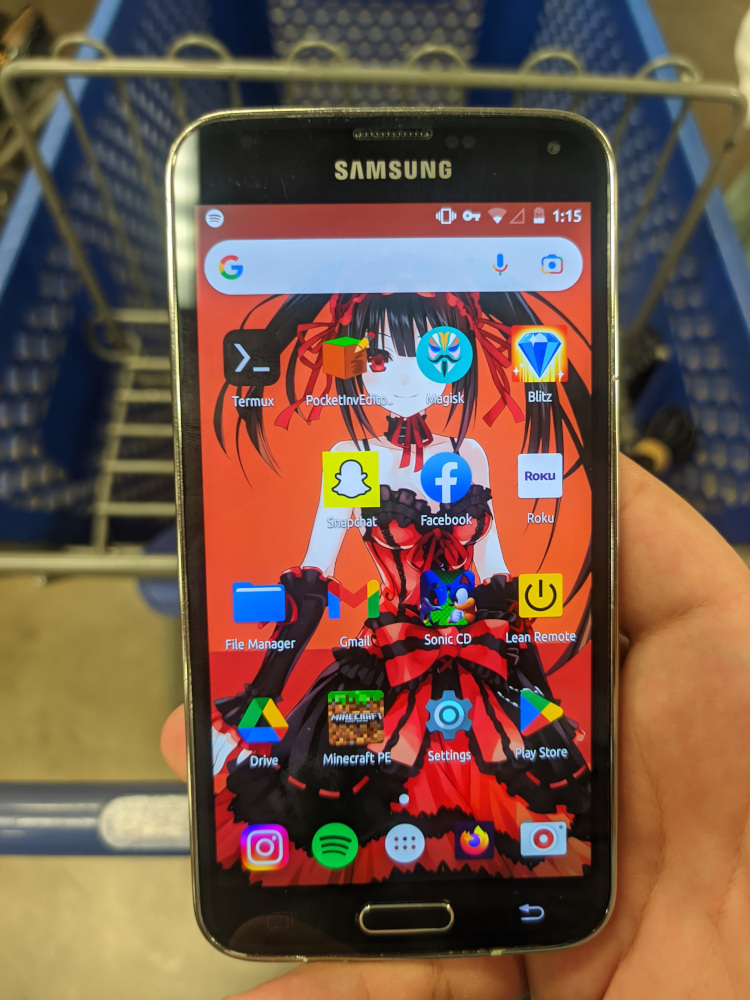 SAMSUNG
1:15
G
Termux
PocketInvEdito...
Magisk
Blitz
Snapchat
Facebook
Roku
Roku
File Manager
Gmail
Sonic CD
Lean Remote
Drive
MINECRAFT
Minecraft PE
Settings
Play Store